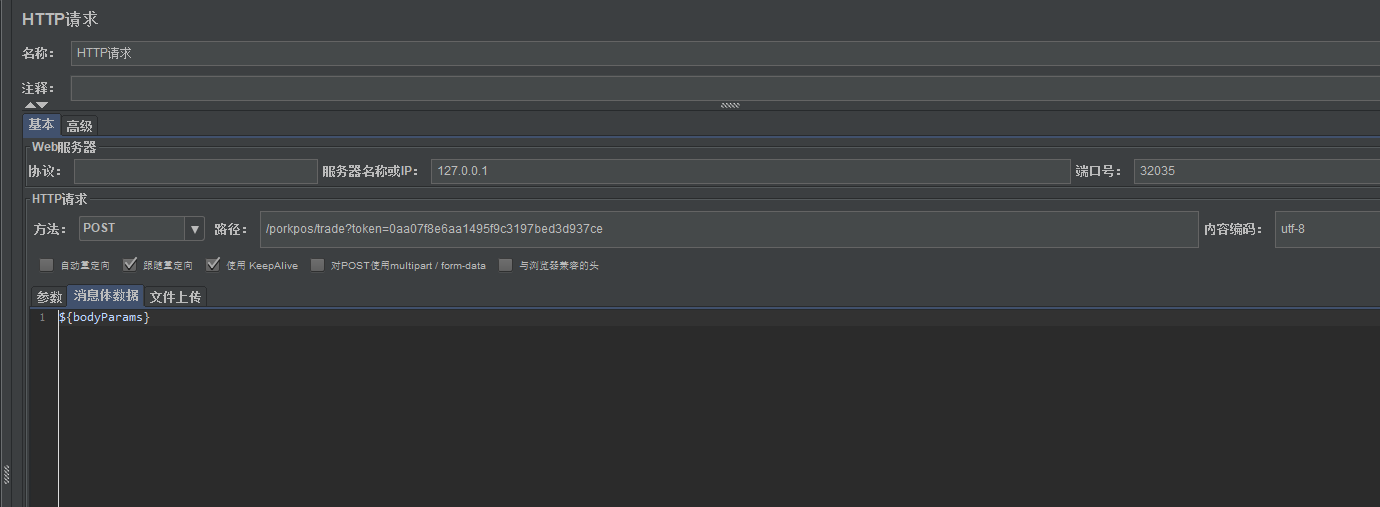 HTTP请求
名称： HTTP请求
注释：
基本 高级
Web服务器
协议： 服务器名称或IP： 127.0.0.1 端口号： 32035
HTTP请求
方法： POST 路径： /porkpos/trade?token=0aa07f8e6aa1495f9c3197bed3d937ce 内容编码： utf-8
自动重定向 跟随重定向 使用 KeepAlive 对POST使用multipart / form-data 与浏览器兼容的头
参数 消息体数据 文件上传
1 ${bodyParams}